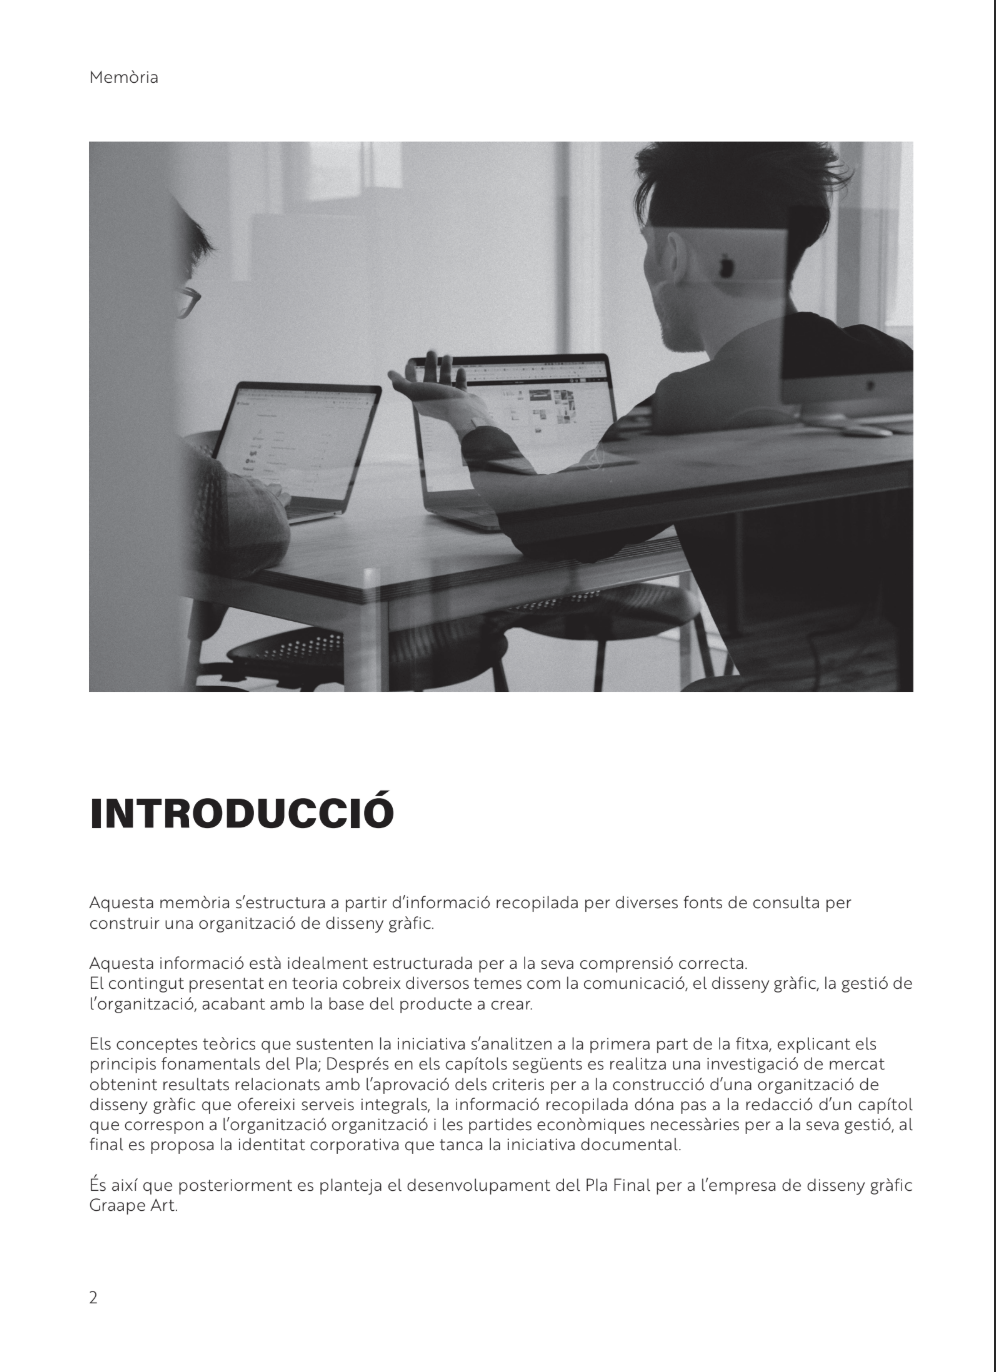 Memòria
INTRODUCCIÓ
Aquesta memòria s’estructura a partir d’informació recopilada per diverses fonts de consulta per
construir una organització de disseny gràfic.
Aquesta informació està idealment estructurada per a la seva comprensió correcta.
El contingut presentat en teoria cobreix diversos temes com la comunicació, el disseny gràfic, la gestió de
l’organització, acabant amb la base del producte a crear.
Els conceptes teòrics que sustenten la iniciativa s’analitzen a la primera part de la fitxa, explicant els
principis fonamentals del Pla; Després en els capítols següents es realitza una investigació de mercat
obtenint resultats relacionats amb l’aprovació dels criteris per a la construcció d’una organització de
disseny gràfic que ofereixi serveis integrals, la informació recopilada dóna pas a la redacció d’un capítol
que correspon a l’organització organització i les partides econòmiques necessàries per a la seva gestió, al
final es proposa la identitat corporativa que tanca la iniciativa documental.
És així que posteriorment es planteja el desenvolupament del Pla Final per a l’empresa de disseny gràfic
Graape Art.
2